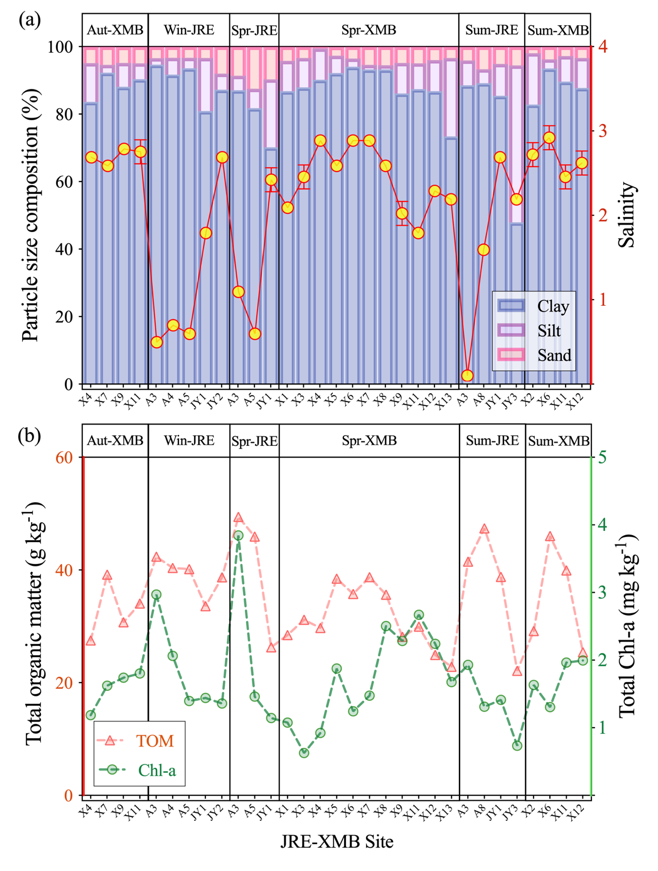 (a)
Aut-XMB Win-JRE Spr-JRE Spr-XMB Sum-JRE Sum-XMB
Particle size composition (%)
100
80
60
40
20
0
Salinity
4
3
2
1
Clay
Silt
Sand
X4 X7 X9 X11 A3 A4 A5 JY1 JY2 A3 A5 JY1 X1 X3 X4 X5 X6 X7 X8 X9 X11 X12 X13 A3 A8 JY1 JY3 X2 X6 X11 X12
(b)
Aut-XMB Win-JRE Spr-JRE Spr-XMB Sum-JRE Sum-XMB
Total organic matter (g kg⁻¹)
60
40
20
0
Total Chl-a (mg kg⁻¹)
5
4
3
2
1
TOM
Chl-a
X4 X7 X9 X11 A3 A4 A5 JY1 JY2 A3 A5 JY1 X1 X3 X4 X5 X6 X7 X8 X9 X11 X12 X13 A3 A8 JY1 JY3 X2 X6 X11 X12
JRE-XMB Site